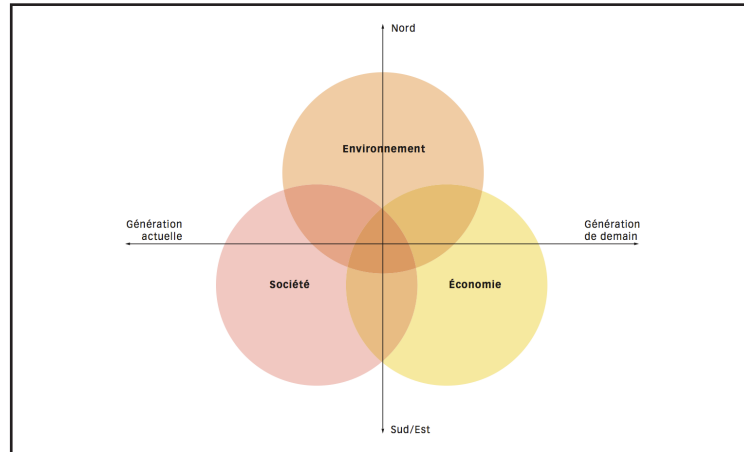 Nord
Environnement
Génération
actuelle
Génération
de demain
Société
Économie
Sud/Est